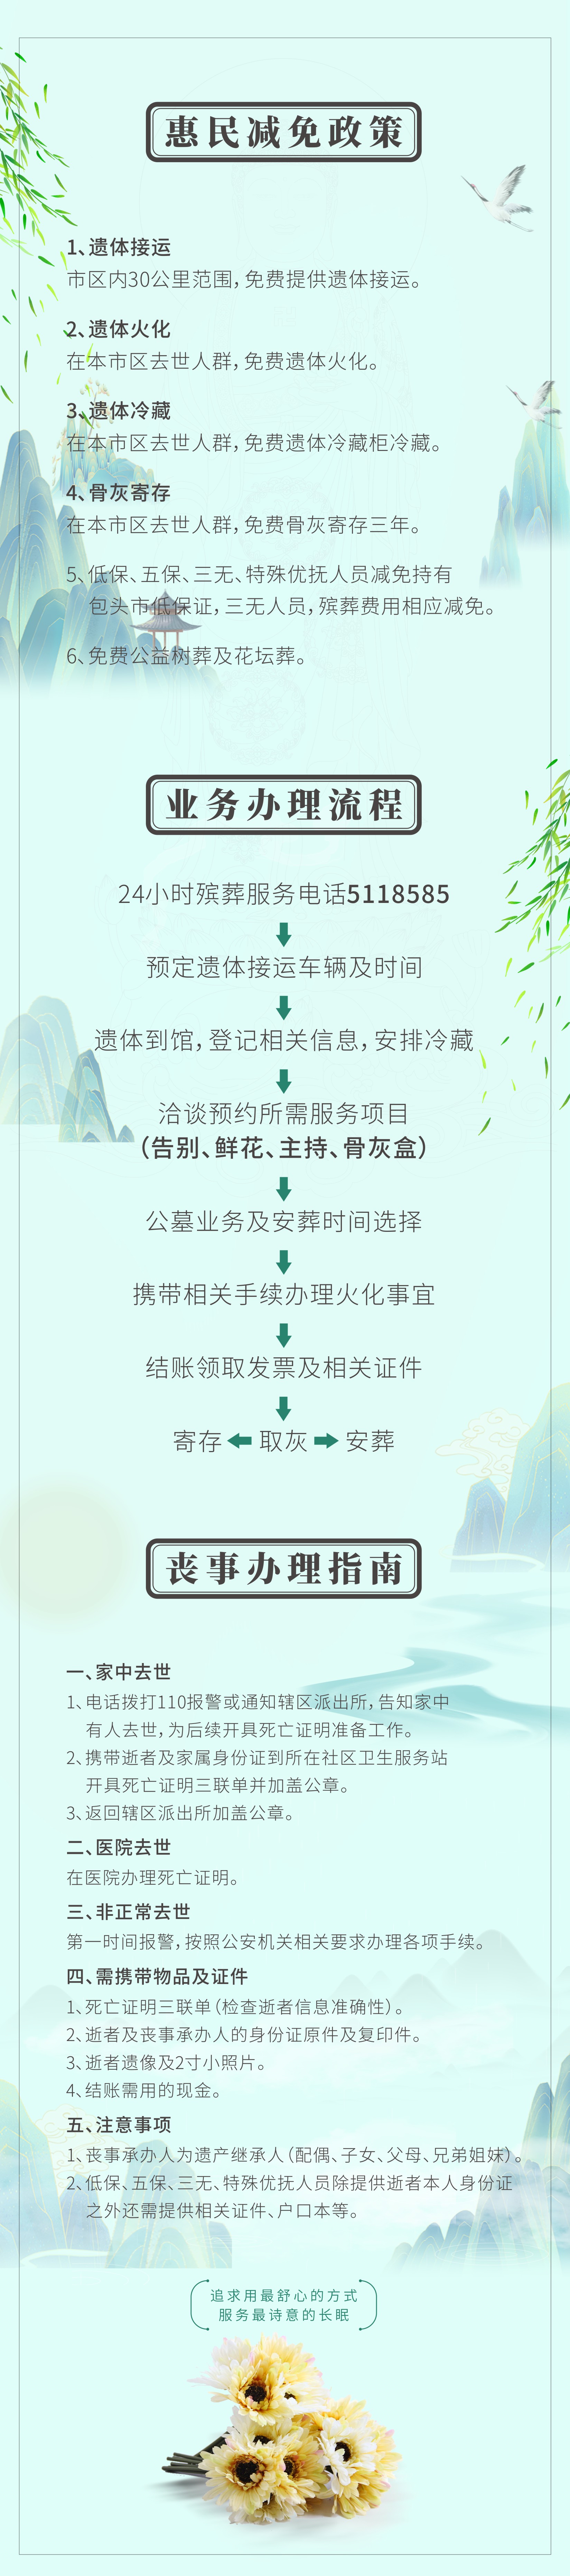 惠民减免政策
1、遗体接运
市区内30公里范围，免费提供遗体接运。
2、遗体火化
在本市区去世人群，免费遗体火化。
3、遗体冷藏
在本市区去世人群，免费遗体冷藏柜冷藏。
4、骨灰寄存
在本市区去世人群，免费骨灰寄存三年。
5、低保、五保、三无、特殊优抚人员减免持有
包头市低保证，三无人员，殡葬费用相应减免。
6、免费公益树葬及花坛葬。
业务办理流程
24小时殡葬服务电话5118585
预定遗体接运车辆及时间
遗体到馆，登记相关信息，安排冷藏
洽谈预约所需服务项目
（告别、鲜花、主持、骨灰盒）
公墓业务及安葬时间选择
携带相关手续办理火化事宜
结账领取发票及相关证件
寄存 取灰 安葬
丧事办理指南
一、家中去世
1、电话拨打110报警或通知辖区派出所，告知家中
有人去世，为后续开具死亡证明准备工作。
2、携带逝者及家属身份证到所在社区卫生服务站
开具死亡证明三联单并加盖公章。
3、返回辖区派出所加盖公章。
二、医院去世
在医院办理死亡证明。
三、非正常去世
第一时间报警，按照公安机关相关要求办理各项手续。
四、需携带物品及证件
1、死亡证明三联单（检查逝者信息准确性）。
2、逝者及丧事承办人的身份证原件及复印件。
3、逝者遗像及2寸小照片。
4、结账需用的现金。
五、注意事项
1、丧事承办人为遗产继承人（配偶、子女、父母、兄弟姐妹）。
2、低保、五保、三无、特殊优抚人员除提供逝者本人身份证
之外还需提供相关证件、户口本等。
追求用最舒心的方式
服务最诗意的长眠